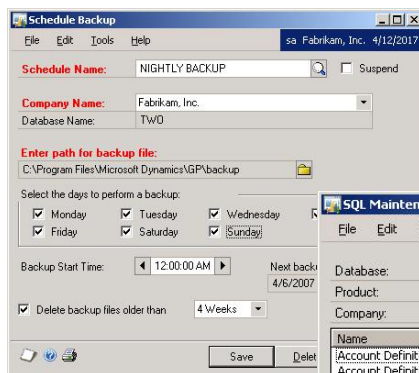 Schedule Backup
File Edit Tools Help sa Fabrikam, Inc. 4/12/2017
Schedule Name: NIGHTLY BACKUP Suspend
Company Name: Fabrikam, Inc.
Database Name: TWO
Enter path for backup file:
C:\Program Files\Microsoft Dynamics\GP\backup
Select the days to perform a backup:
Monday Tuesday Wednesday
Friday Saturday Sunday
Backup Start Time: 12:00:00 AM Next backu
4/6/2007
Delete backup files older than 4 Weeks
Save Delet
SQL Mainten
File Edit
Database:
Product:
Company:
Name
Account Definit
Account Definit